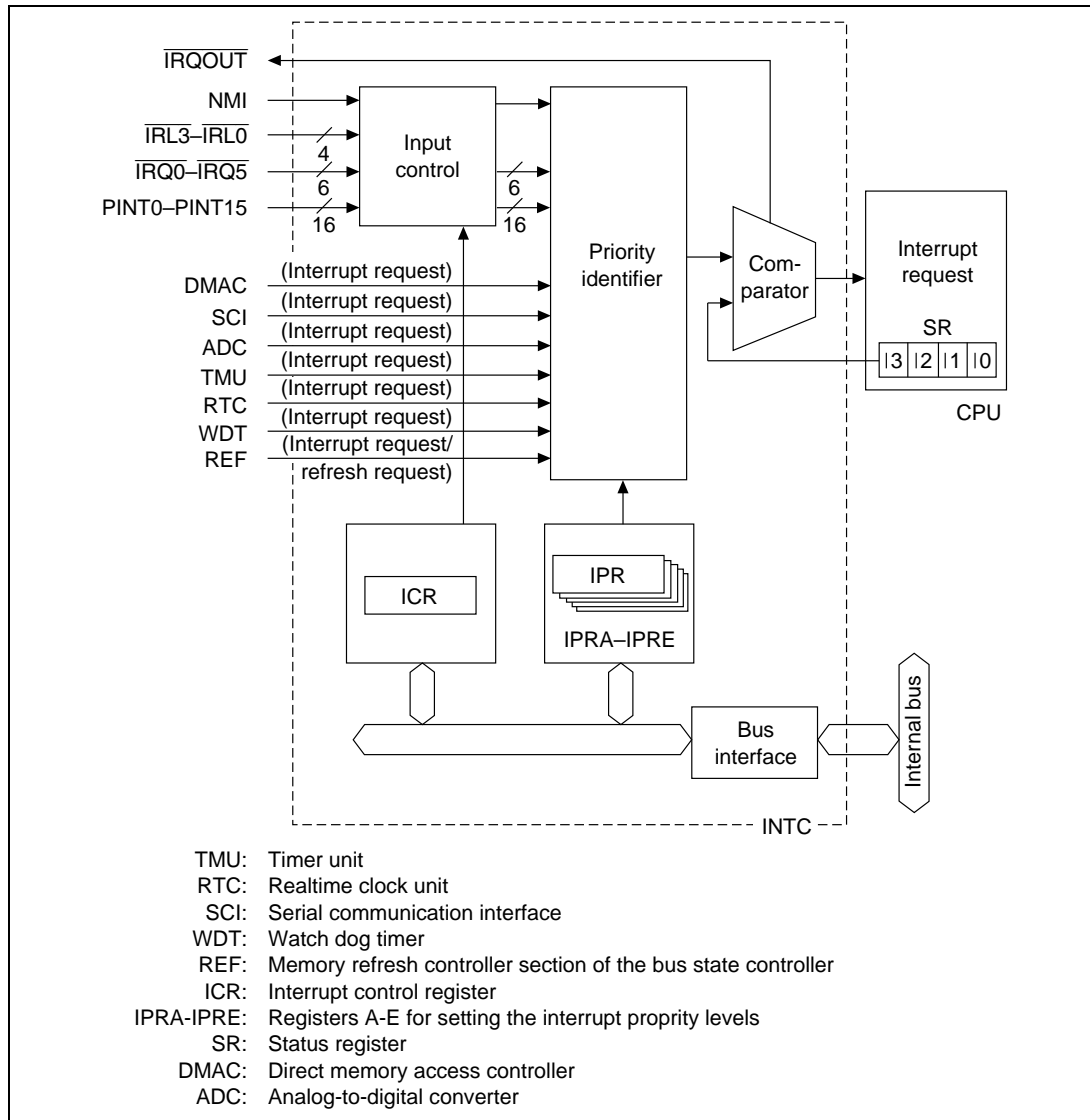 IRQOUT
NMI
IRL3–IRL0
4
IRQ0–IRQ5
6
PINT0–PINT15
16
Input
control
6
16
Priority
identifier
Com-
parator
Interrupt
request
SR
I3 I2 I1 I0
CPU
DMAC (Interrupt request)
SCI (Interrupt request)
ADC (Interrupt request)
TMU (Interrupt request)
RTC (Interrupt request)
WDT (Interrupt request)
REF (Interrupt request/
refresh request)
ICR
IPR
IPRA–IPRE
Bus
interface
Internal bus
INTC
TMU: Timer unit
RTC: Realtime clock unit
SCI: Serial communication interface
WDT: Watch dog timer
REF: Memory refresh controller section of the bus state controller
ICR: Interrupt control register
IPRA-IPRE: Registers A-E for setting the interrupt proprity levels
SR: Status register
DMAC: Direct memory access controller
ADC: Analog-to-digital converter